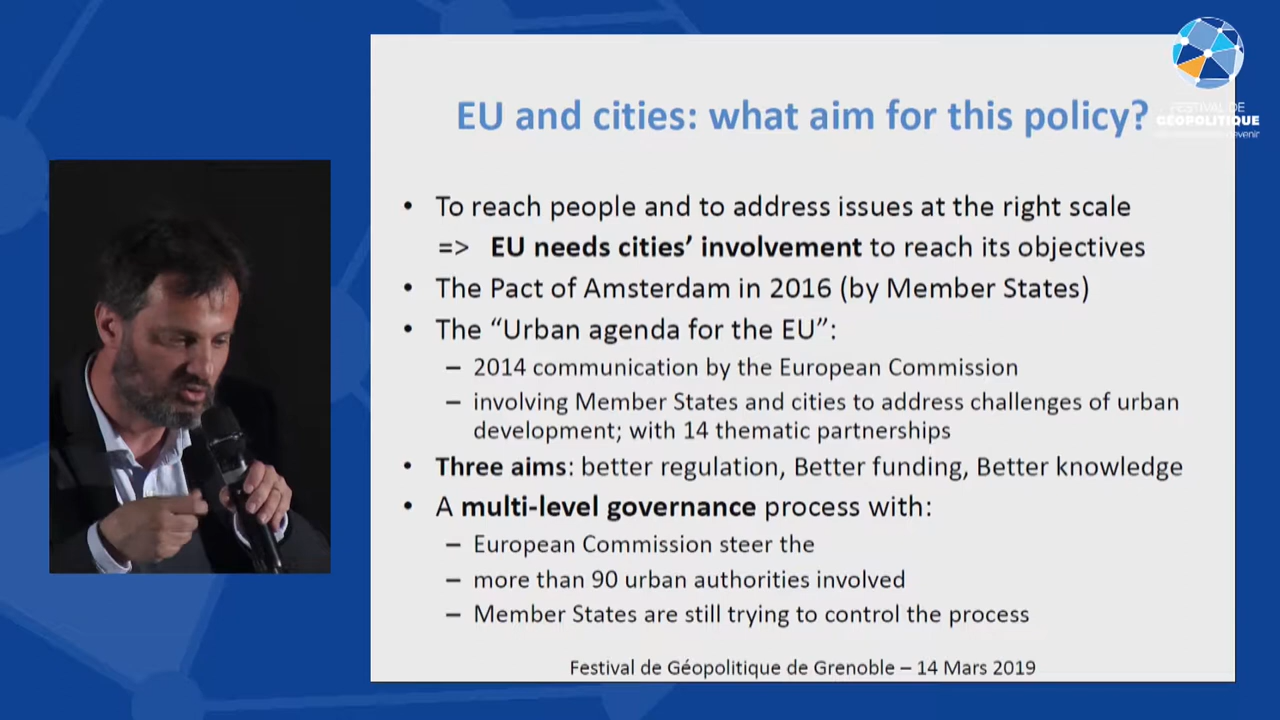 FESTIVAL DE
GÉOPOLITIQUE
EU and cities: what aim for this policy?
• To reach people and to address issues at the right scale
=> EU needs cities’ involvement to reach its objectives
• The Pact of Amsterdam in 2016 (by Member States)
• The “Urban agenda for the EU”:
– 2014 communication by the European Commission
– involving Member States and cities to address challenges of urban
development; with 14 thematic partnerships
• Three aims: better regulation, Better funding, Better knowledge
• A multi-level governance process with:
– European Commission steer the
– more than 90 urban authorities involved
– Member States are still trying to control the process
Festival de Géopolitique de Grenoble – 14 Mars 2019